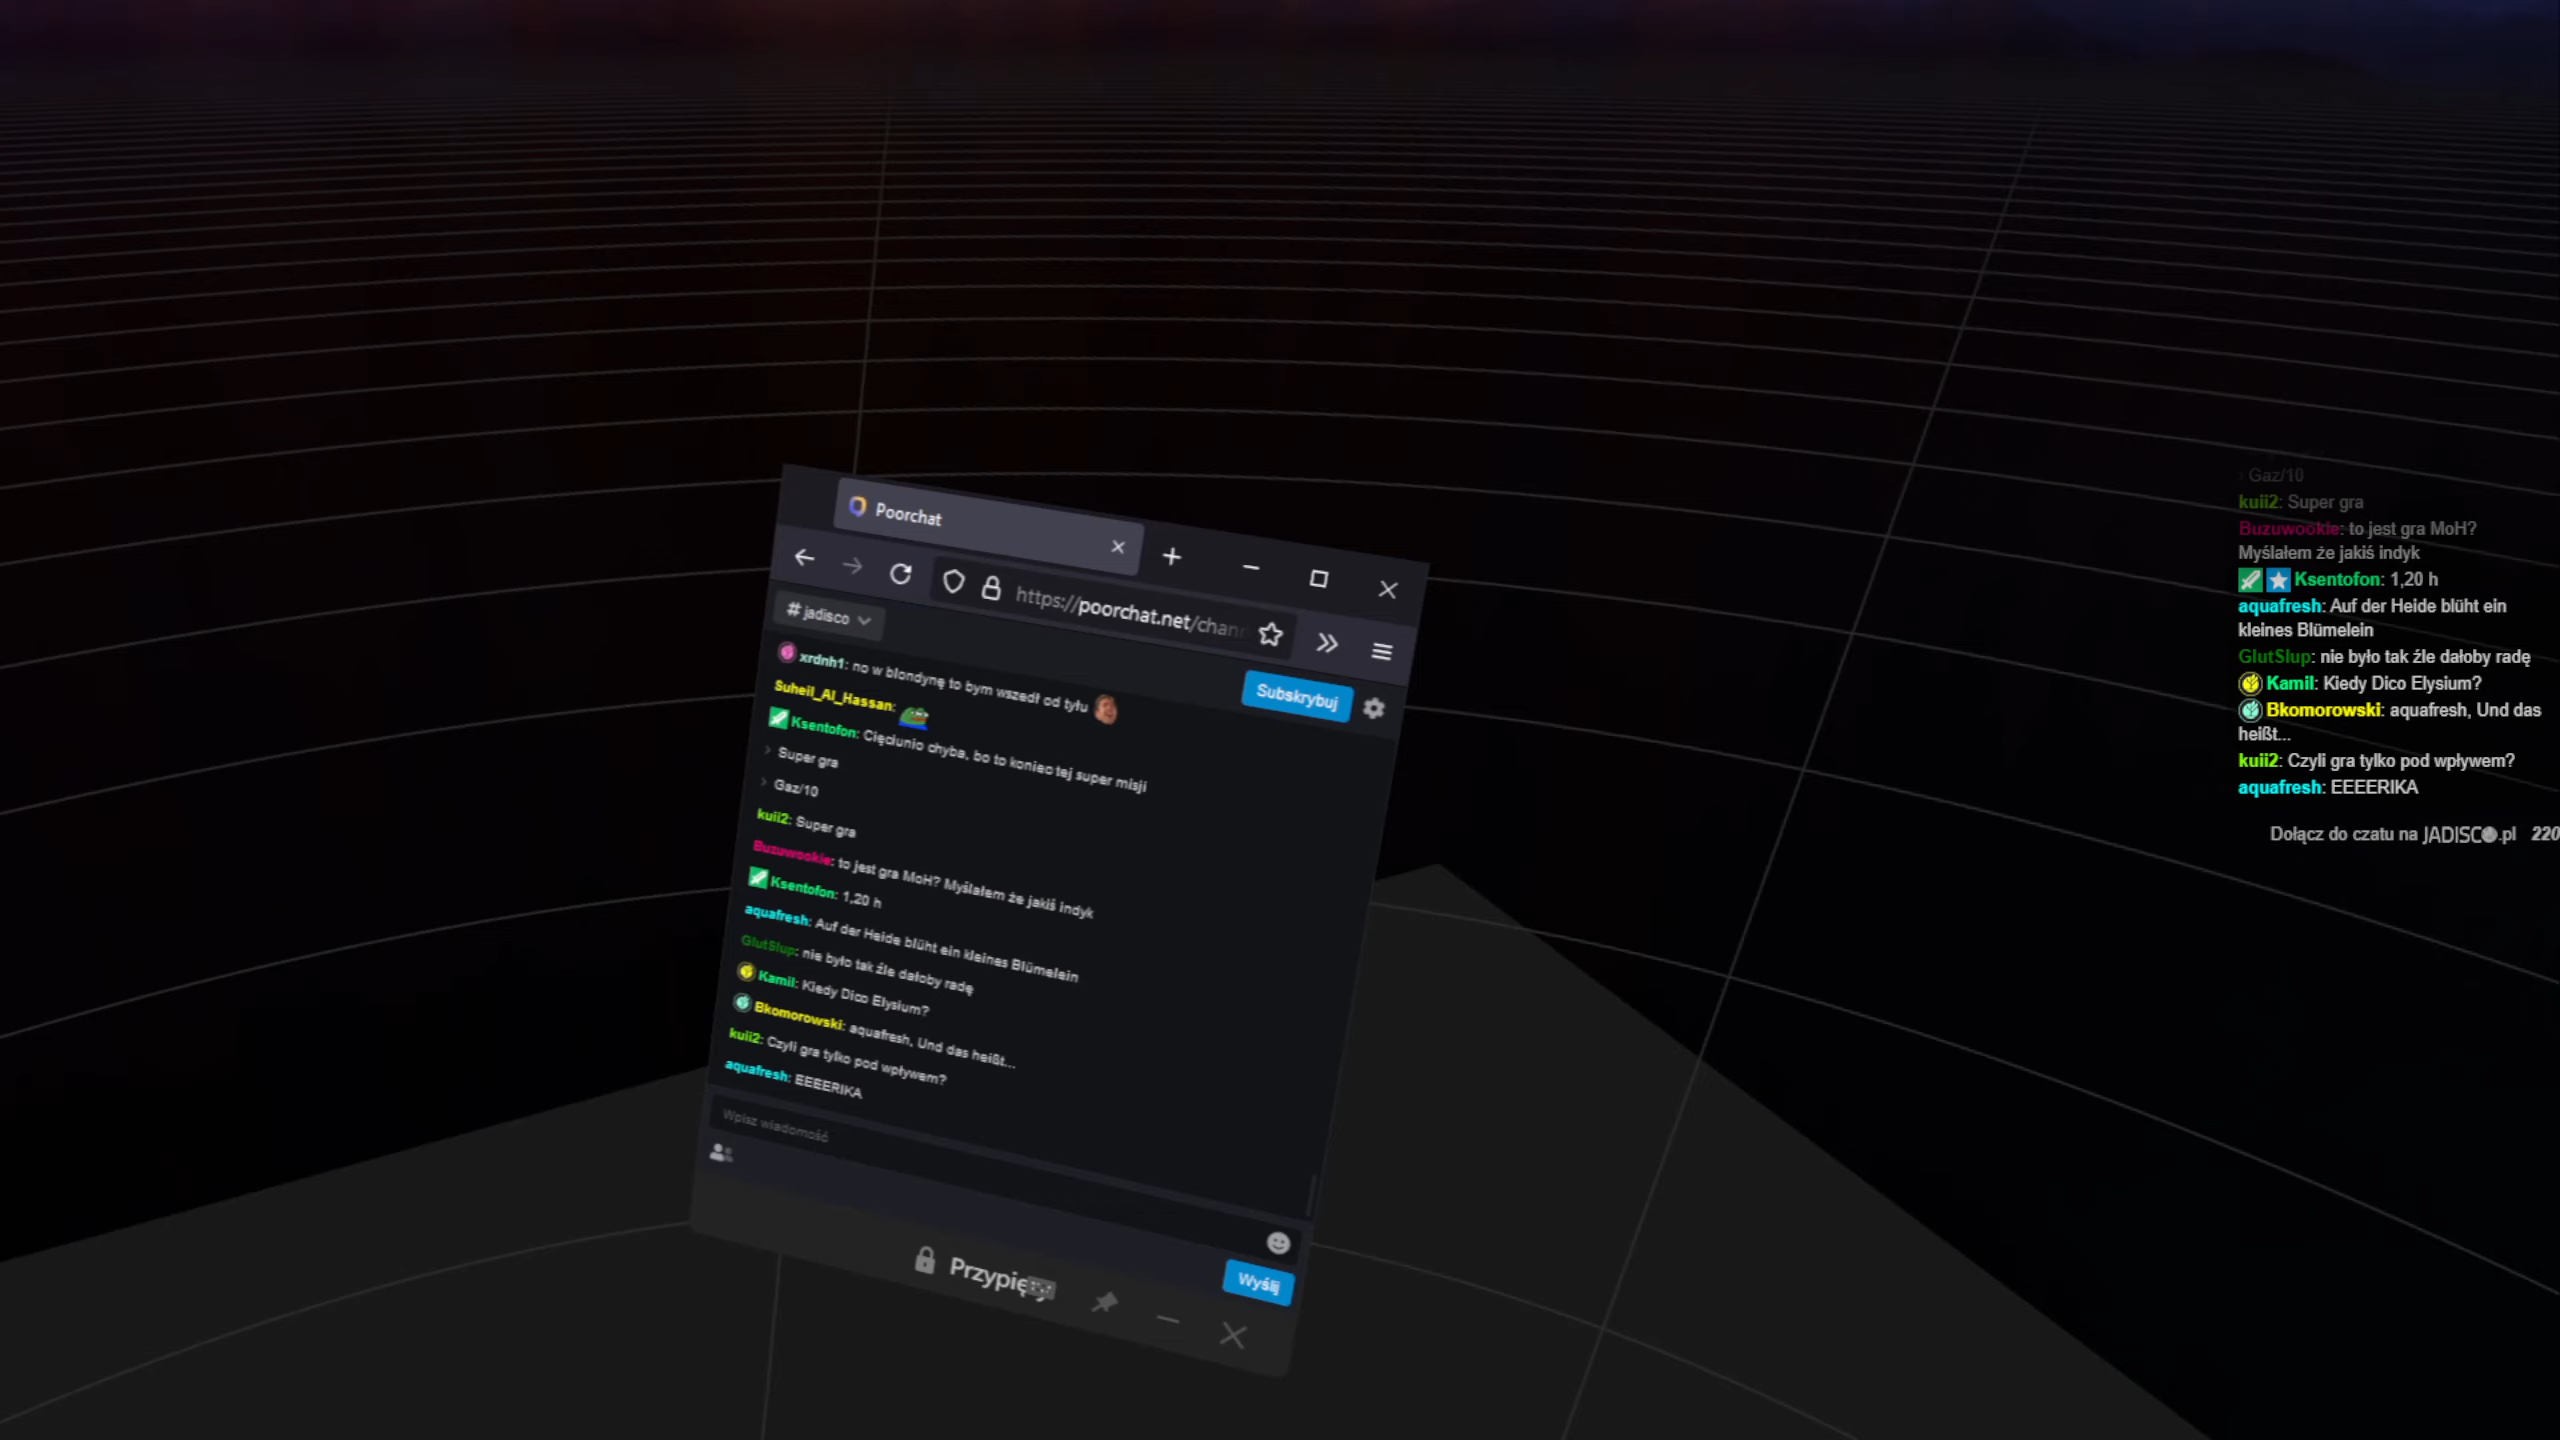 Poorchat
https://poorchat.net/chann
# jadisco
Subskrybuj
xrdnh1: no w blondynę to bym wszedł od tyłu
Suheil_Al_Hassan:
Ksentofon: Cięciunio chyba, bo to koniec tej super misji
› Super gra
› Gaz/10
kuii2: Super gra
Buzuwookie: to jest gra MoH? Myślałem że jakiś indyk
Ksentofon: 1,20 h
aquafresh: Auf der Heide blüht ein kleines Blümelein
GlutSlup: nie było tak źle dałoby radę
Kamil: Kiedy Dico Elysium?
Bkomorowski: aquafresh, Und das heißt...
kuii2: Czyli gra tylko pod wpływem?
aquafresh: EEEERIKA
Wpisz wiadomość
Wyślij
Przypięty
› Gaz/10
kuii2: Super gra
Buzuwookie: to jest gra MoH?
Myślałem że jakiś indyk
Ksentofon: 1,20 h
aquafresh: Auf der Heide blüht ein
kleines Blümelein
GlutSlup: nie było tak źle dałoby radę
Kamil: Kiedy Dico Elysium?
Bkomorowski: aquafresh, Und das
heißt...
kuii2: Czyli gra tylko pod wpływem?
aquafresh: EEEERIKA
Dołącz do czatu na JADISCO.pl 220